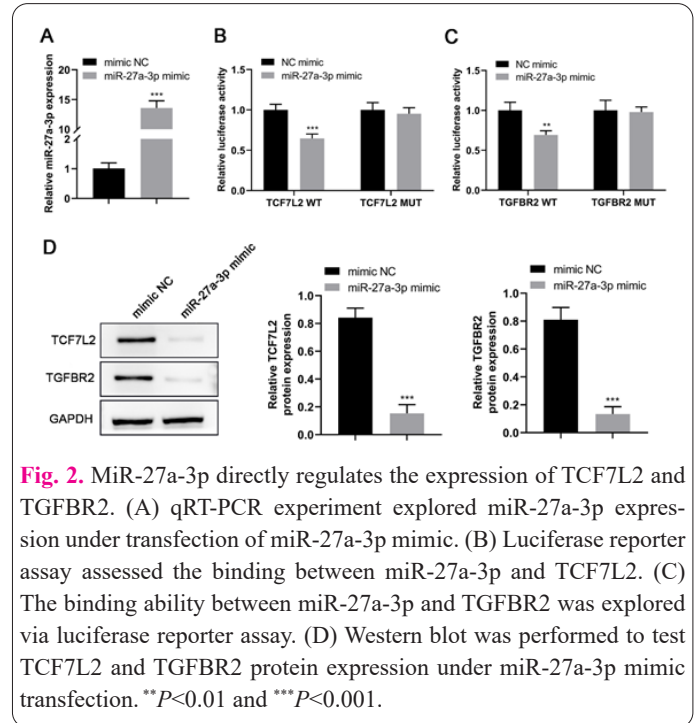 A
mimic NC
miR-27a-3p mimic
Relative miR-27a-3p expression
20
15
10
2
1
0
***
B
NC mimic
miR-27a-3p mimic
Relative luciferase activity
1.5
1.0
0.5
0.0
***
TCF7L2 WT TCF7L2 MUT
C
NC mimic
miR-27a-3p mimic
Relative luciferase activity
1.5
1.0
0.5
0.0
**
TGFBR2 WT TGFBR2 MUT
D
mimic NC
miR-27a-3p mimic
TCF7L2
TGFBR2
GAPDH
mimic NC
miR-27a-3p mimic
Relative TCF7L2
protein expression
1.0
0.8
0.6
0.4
0.2
0.0
***
mimic NC
miR-27a-3p mimic
Relative TGFBR2
protein expression
0.8
0.6
0.4
0.2
0.0
***
Fig. 2. MiR-27a-3p directly regulates the expression of TCF7L2 and
TGFBR2. (A) qRT-PCR experiment explored miR-27a-3p expres-
sion under transfection of miR-27a-3p mimic. (B) Luciferase reporter
assay assessed the binding between miR-27a-3p and TCF7L2. (C)
The binding ability between miR-27a-3p and TGFBR2 was explored
via luciferase reporter assay. (D) Western blot was performed to test
TCF7L2 and TGFBR2 protein expression under miR-27a-3p mimic
transfection. **P<0.01 and ***P<0.001.